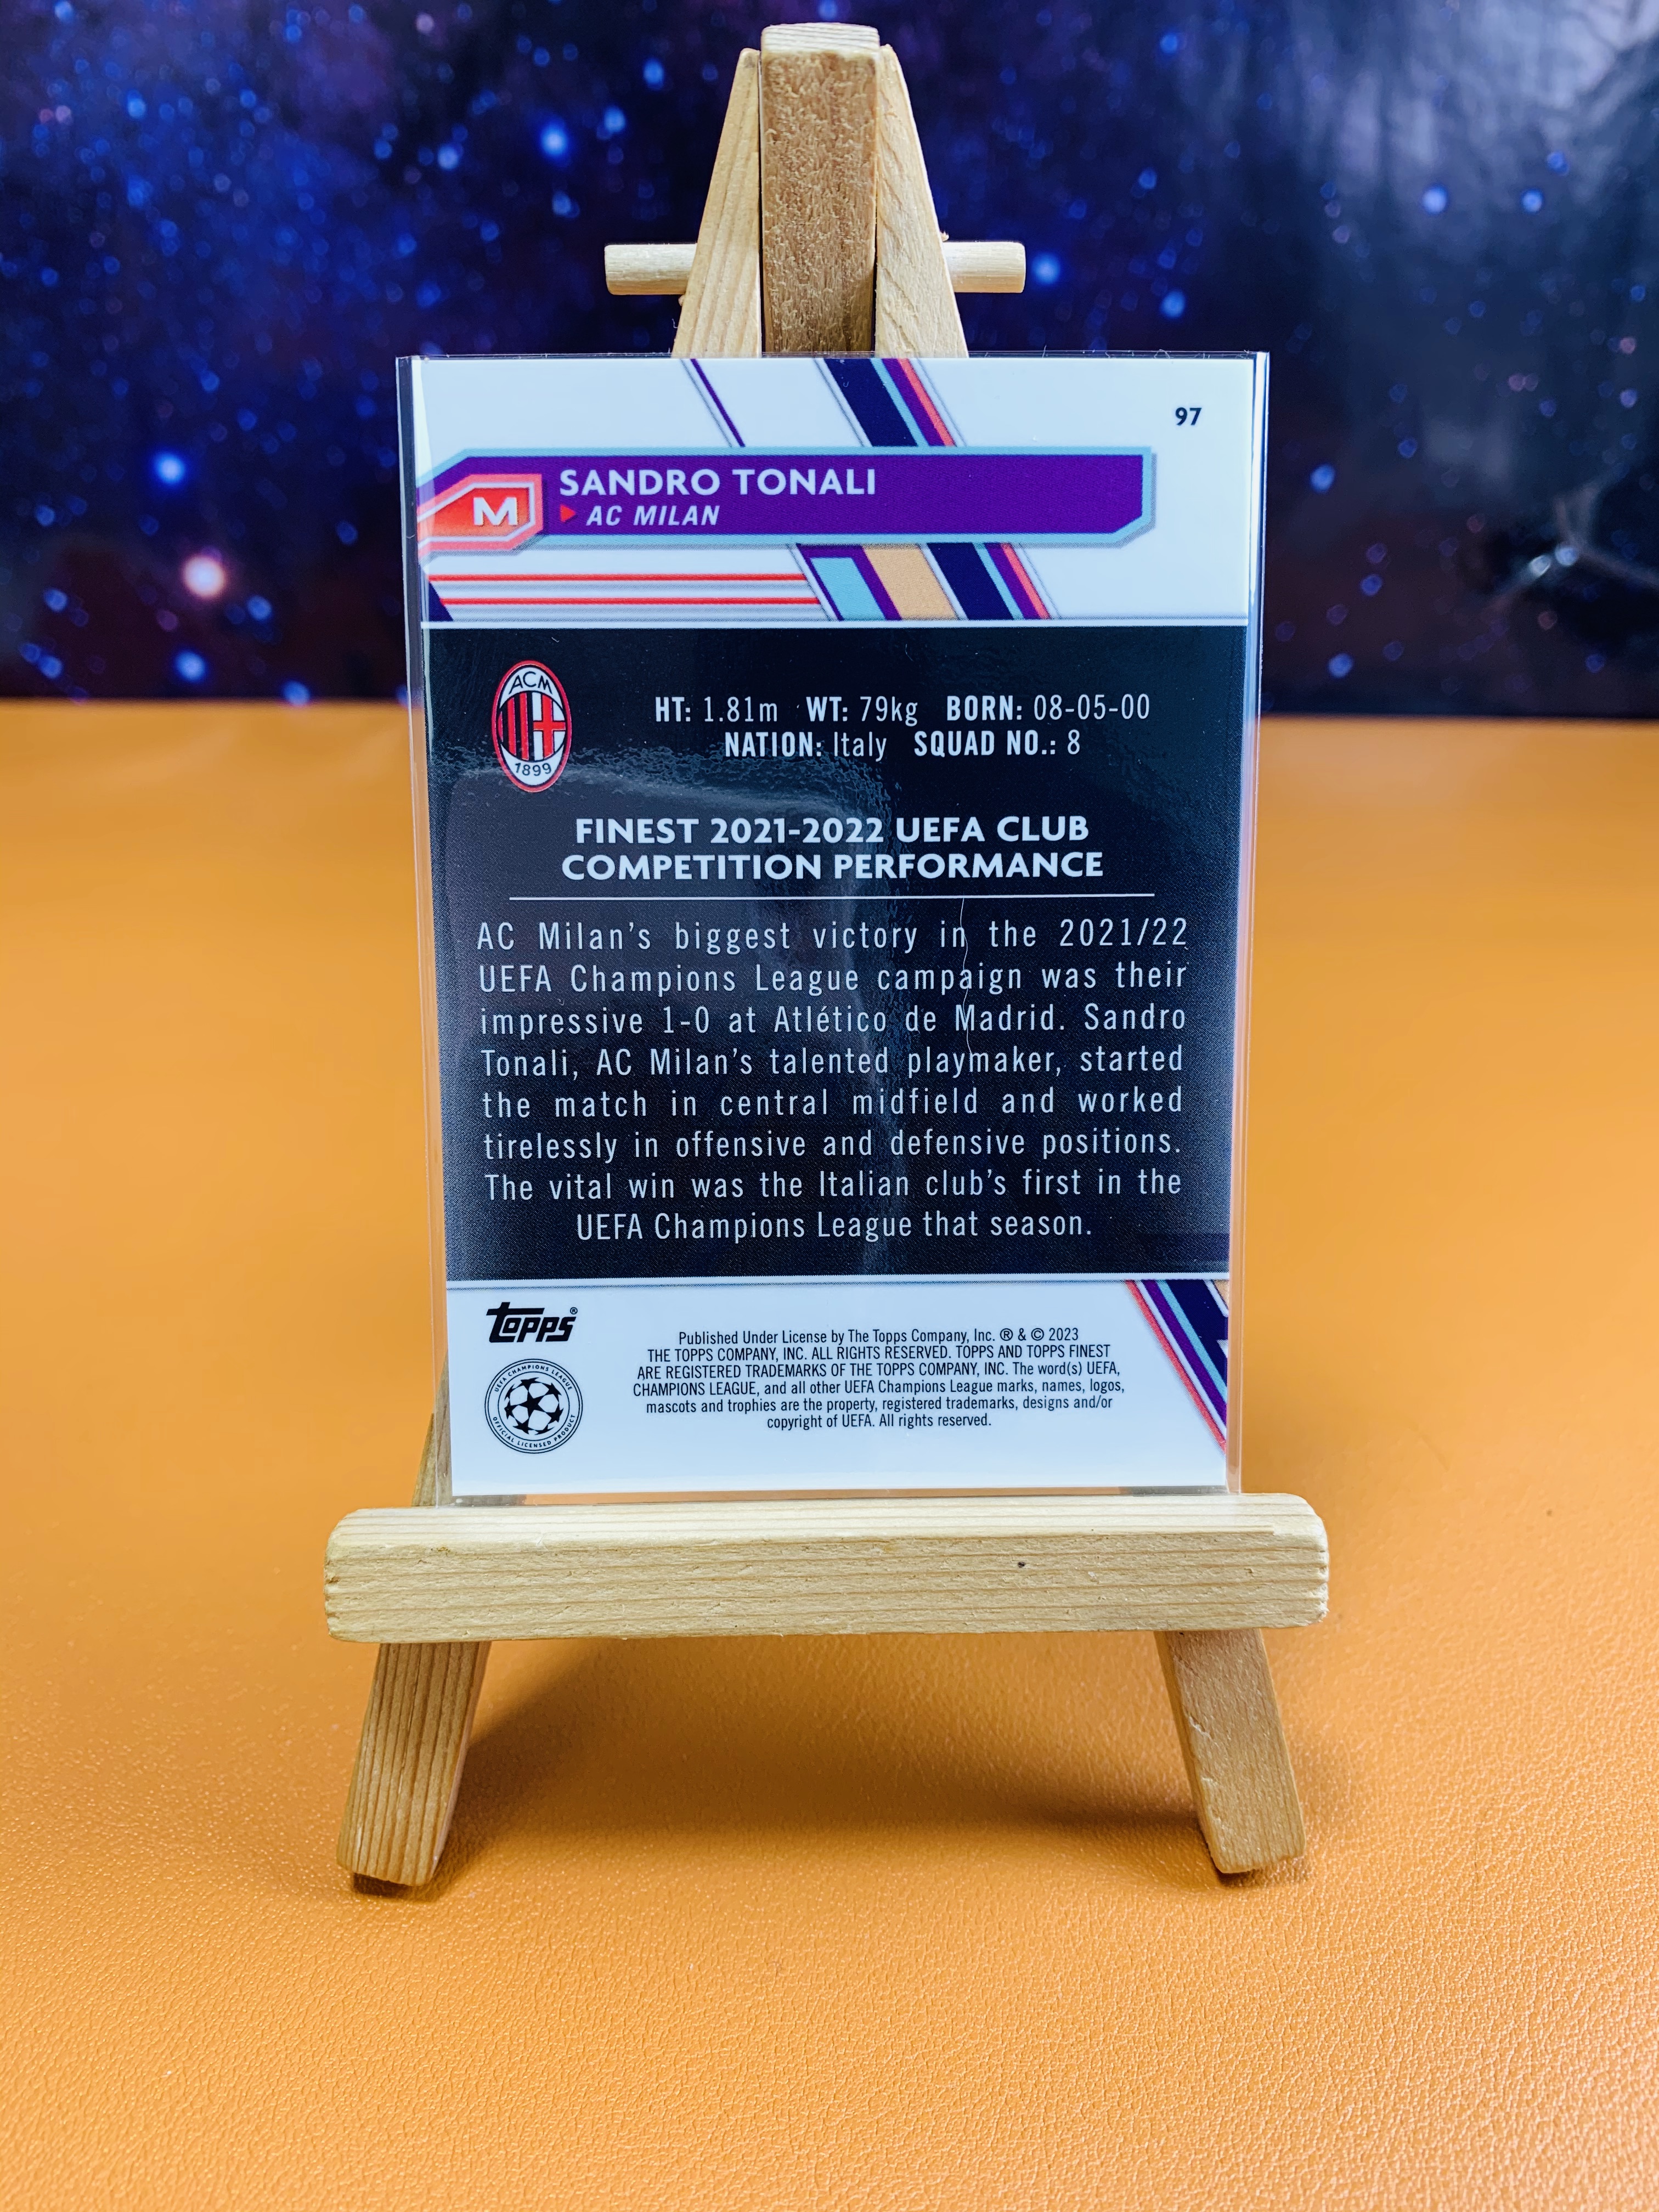 97
M
SANDRO TONALI
AC MILAN
ACM
1899
HT: 1.81m WT: 79kg BORN: 08-05-00
NATION: Italy SQUAD NO.: 8
FINEST 2021-2022 UEFA CLUB
COMPETITION PERFORMANCE
AC Milan's biggest victory in the 2021/22
UEFA Champions League campaign was their
impressive 1-0 at Atlético de Madrid. Sandro
Tonali, AC Milan's talented playmaker, started
the match in central midfield and worked
tirelessly in offensive and defensive positions.
The vital win was the Italian club's first in the
UEFA Champions League that season.
Topps®
UEFA CHAMPIONS LEAGUE
OFFICIAL LICENSED PRODUCT
Published Under License by The Topps Company, Inc. ® & © 2023
THE TOPPS COMPANY, INC. ALL RIGHTS RESERVED. TOPPS AND TOPPS FINEST
ARE REGISTERED TRADEMARKS OF THE TOPPS COMPANY, INC. The word(s) UEFA,
CHAMPIONS LEAGUE, and all other UEFA Champions League marks, names, logos,
mascots and trophies are the property, registered trademarks, designs and/or
copyright of UEFA. All rights reserved.